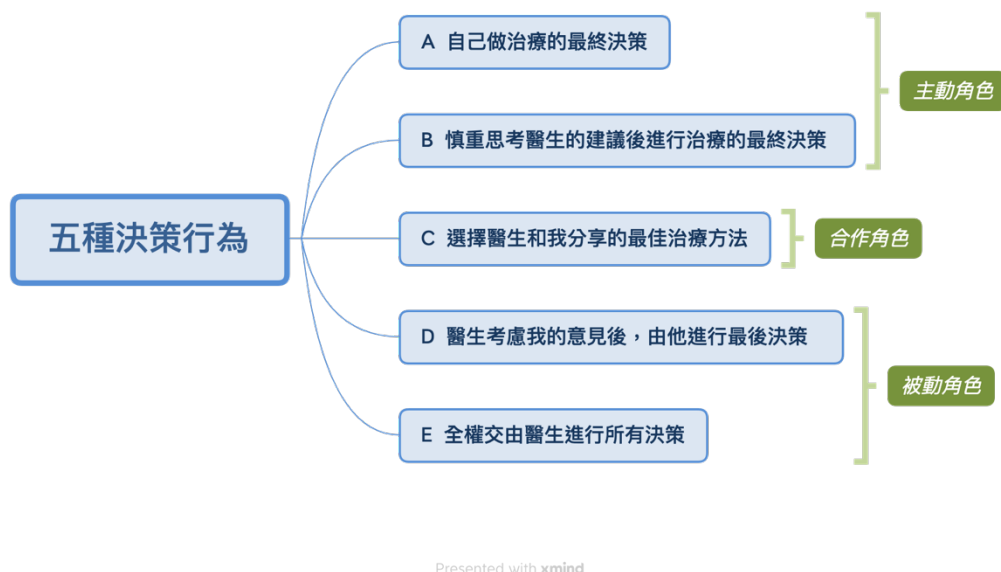 A 自己做治療的最終決策
主動角色
B 慎重思考醫生的建議後進行治療的最終決策
五種決策行為
C 選擇醫生和我分享的最佳治療方法
合作角色
D 醫生考慮我的意見後，由他進行最後決策
被動角色
E 全權交由醫生進行所有決策
Presented with xmind